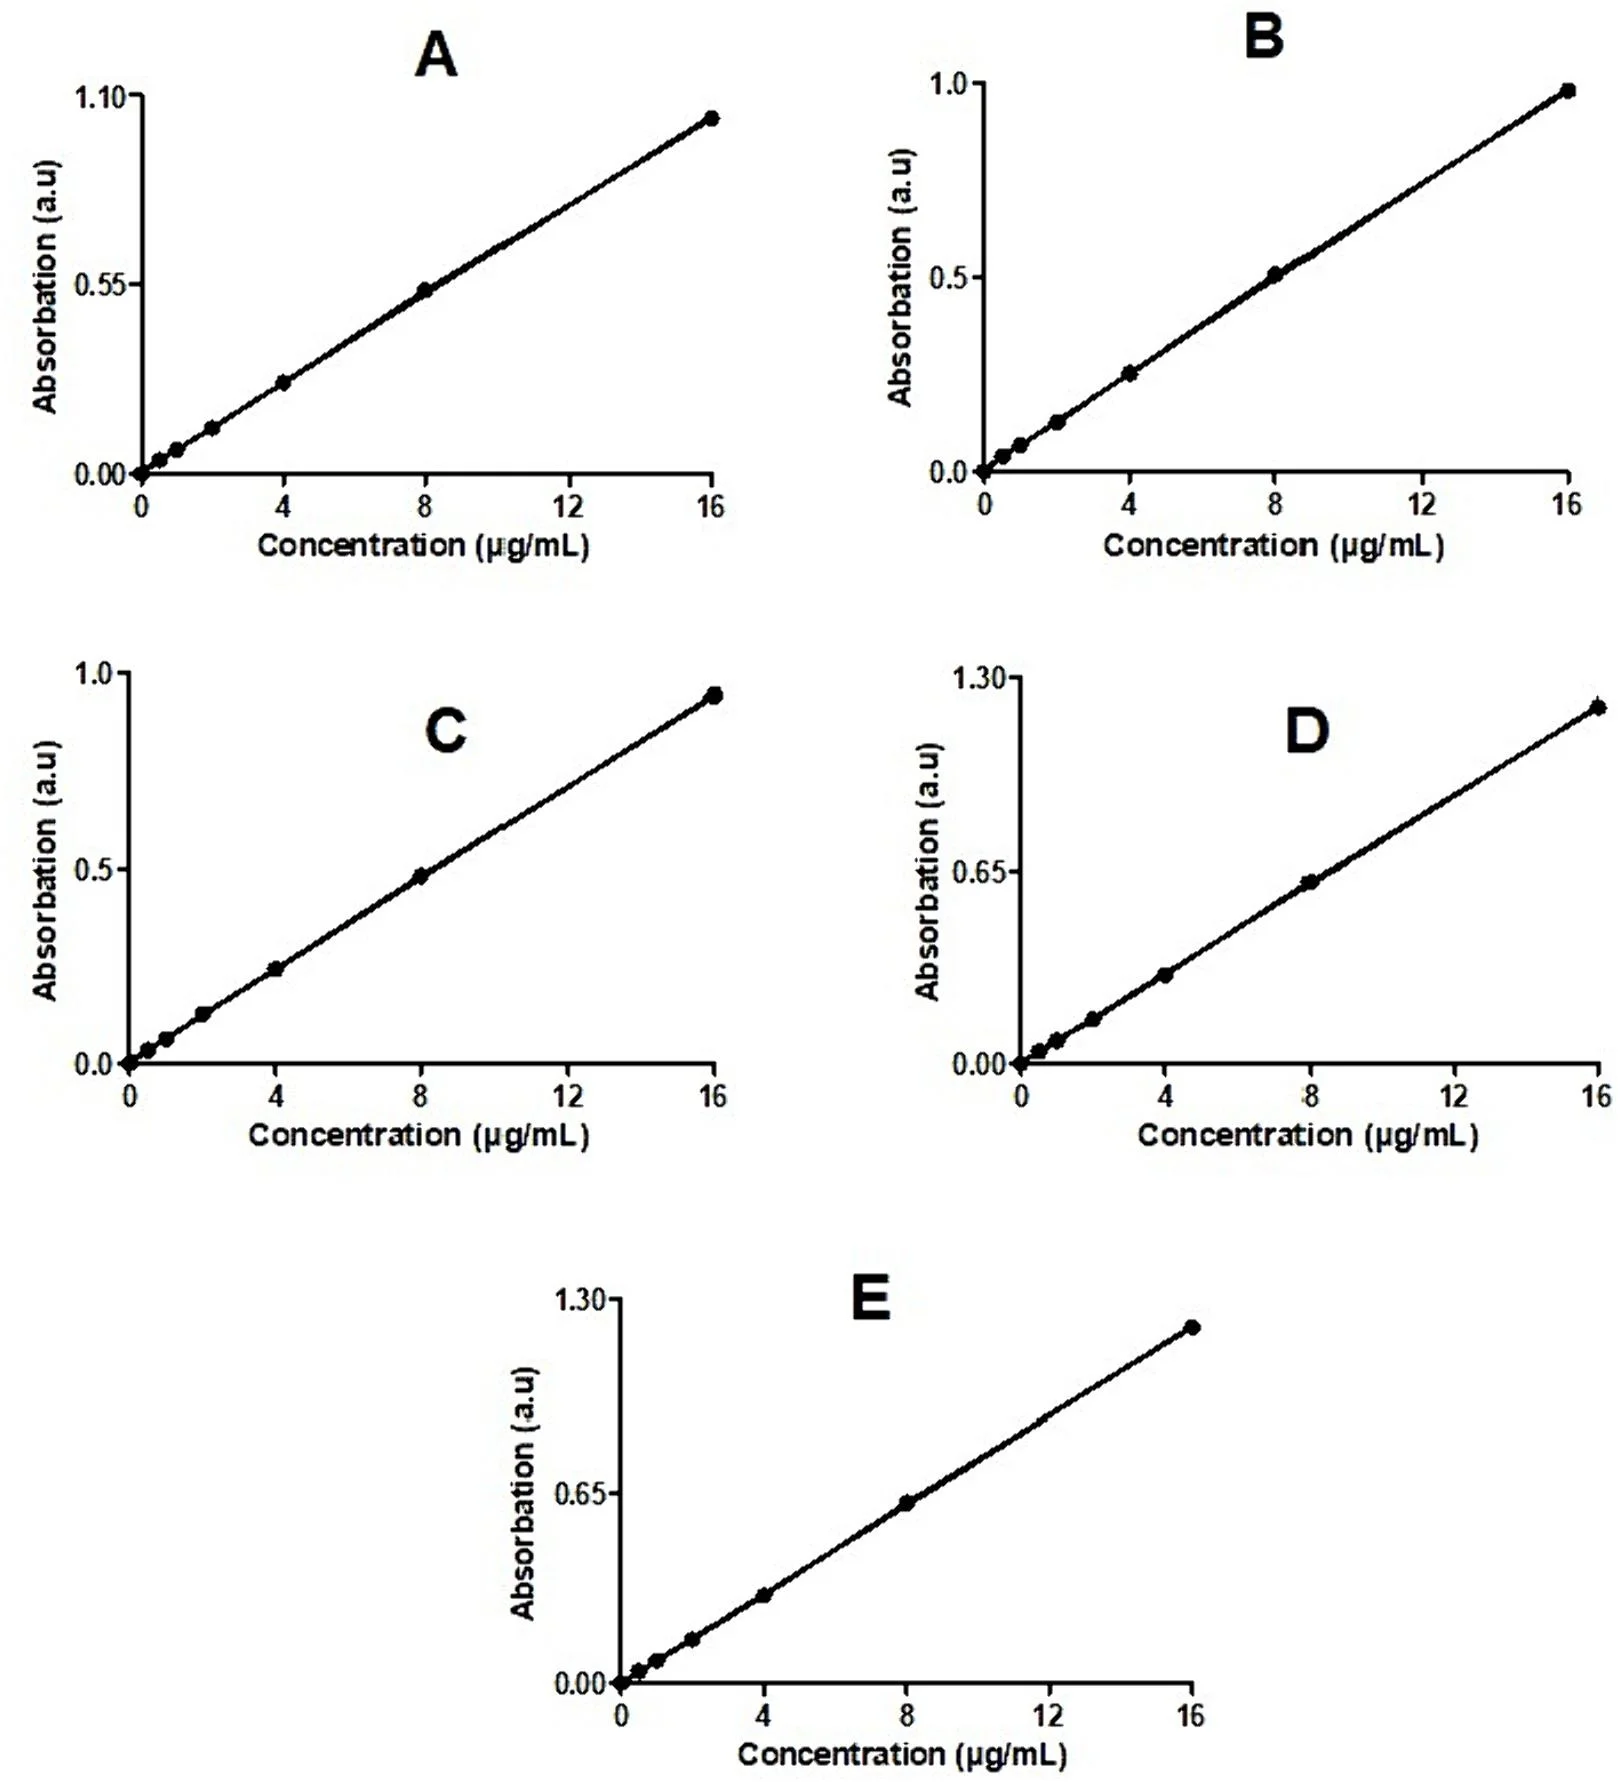 A
1.10
0.55
0.00
Absorbation (a.u)
0 4 8 12 16
Concentration (µg/mL)
B
1.0
0.5
0.0
Absorbation (a.u)
0 4 8 12 16
Concentration (µg/mL)
C
1.0
0.5
0.0
Absorbation (a.u)
0 4 8 12 16
Concentration (µg/mL)
D
1.30
0.65
0.00
Absorbation (a.u)
0 4 8 12 16
Concentration (µg/mL)
E
1.30
0.65
0.00
Absorbation (a.u)
0 4 8 12 16
Concentration (µg/mL)